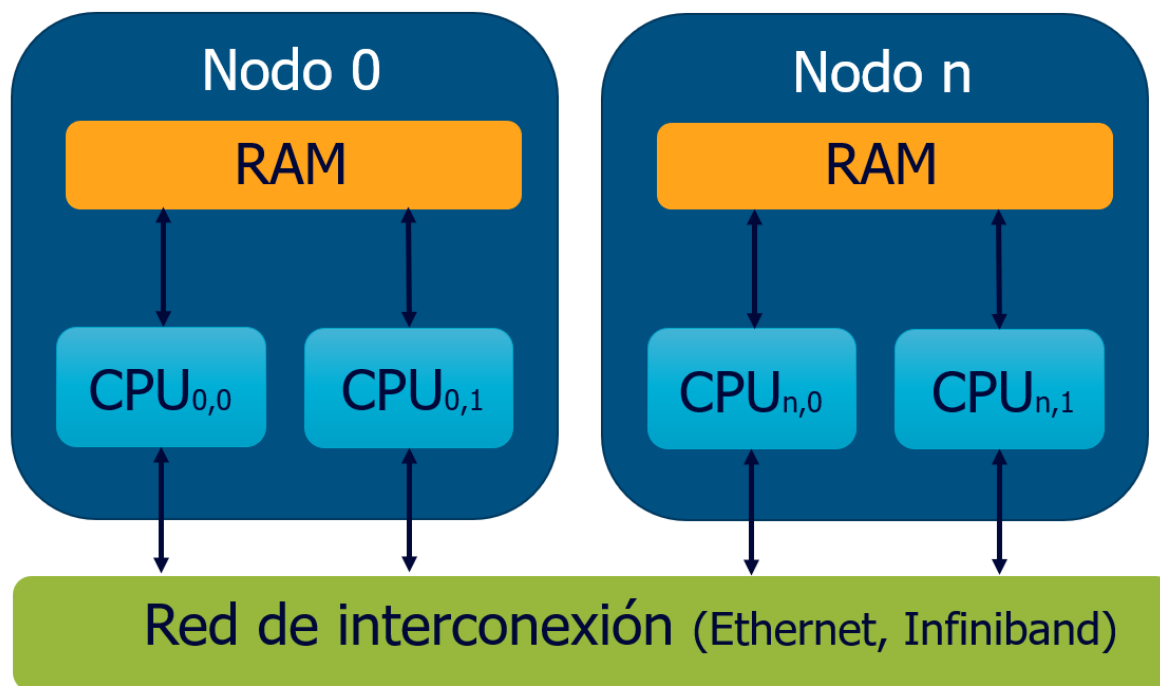 Nodo 0
RAM
CPU0,0
CPU0,1
Nodo n
RAM
CPUn,0
CPUn,1
Red de interconexión (Ethernet, Infiniband)